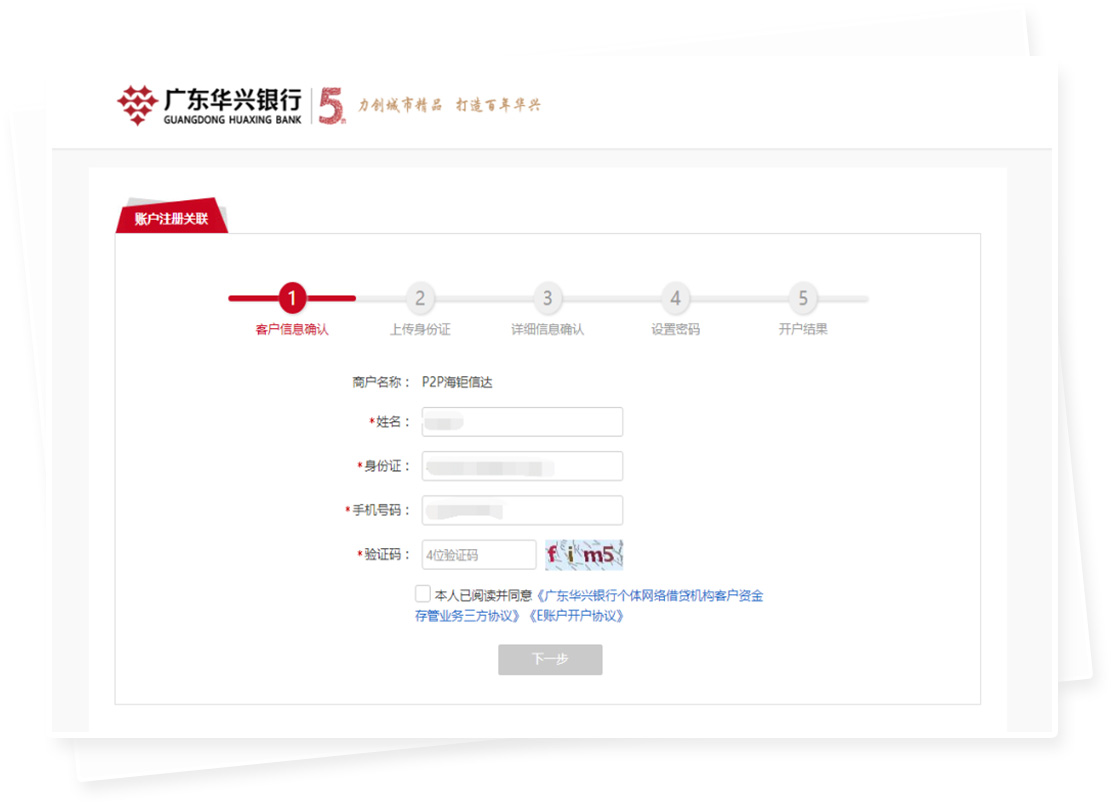 广东华兴银行
GUANGDONG HUAXING BANK
5
力创城市精品 打造百年华兴
账户注册关联
1 2 3 4 5
客户信息确认 上传身份证 详细信息确认 设置密码 开户结果
商户名称： P2P海钜信达
*姓名：
*身份证：
*手机号码：
*验证码： 4位验证码 fim5
本人已阅读并同意《广东华兴银行个体网络借贷机构客户资金
存管业务三方协议》《E账户开户协议》
下一步